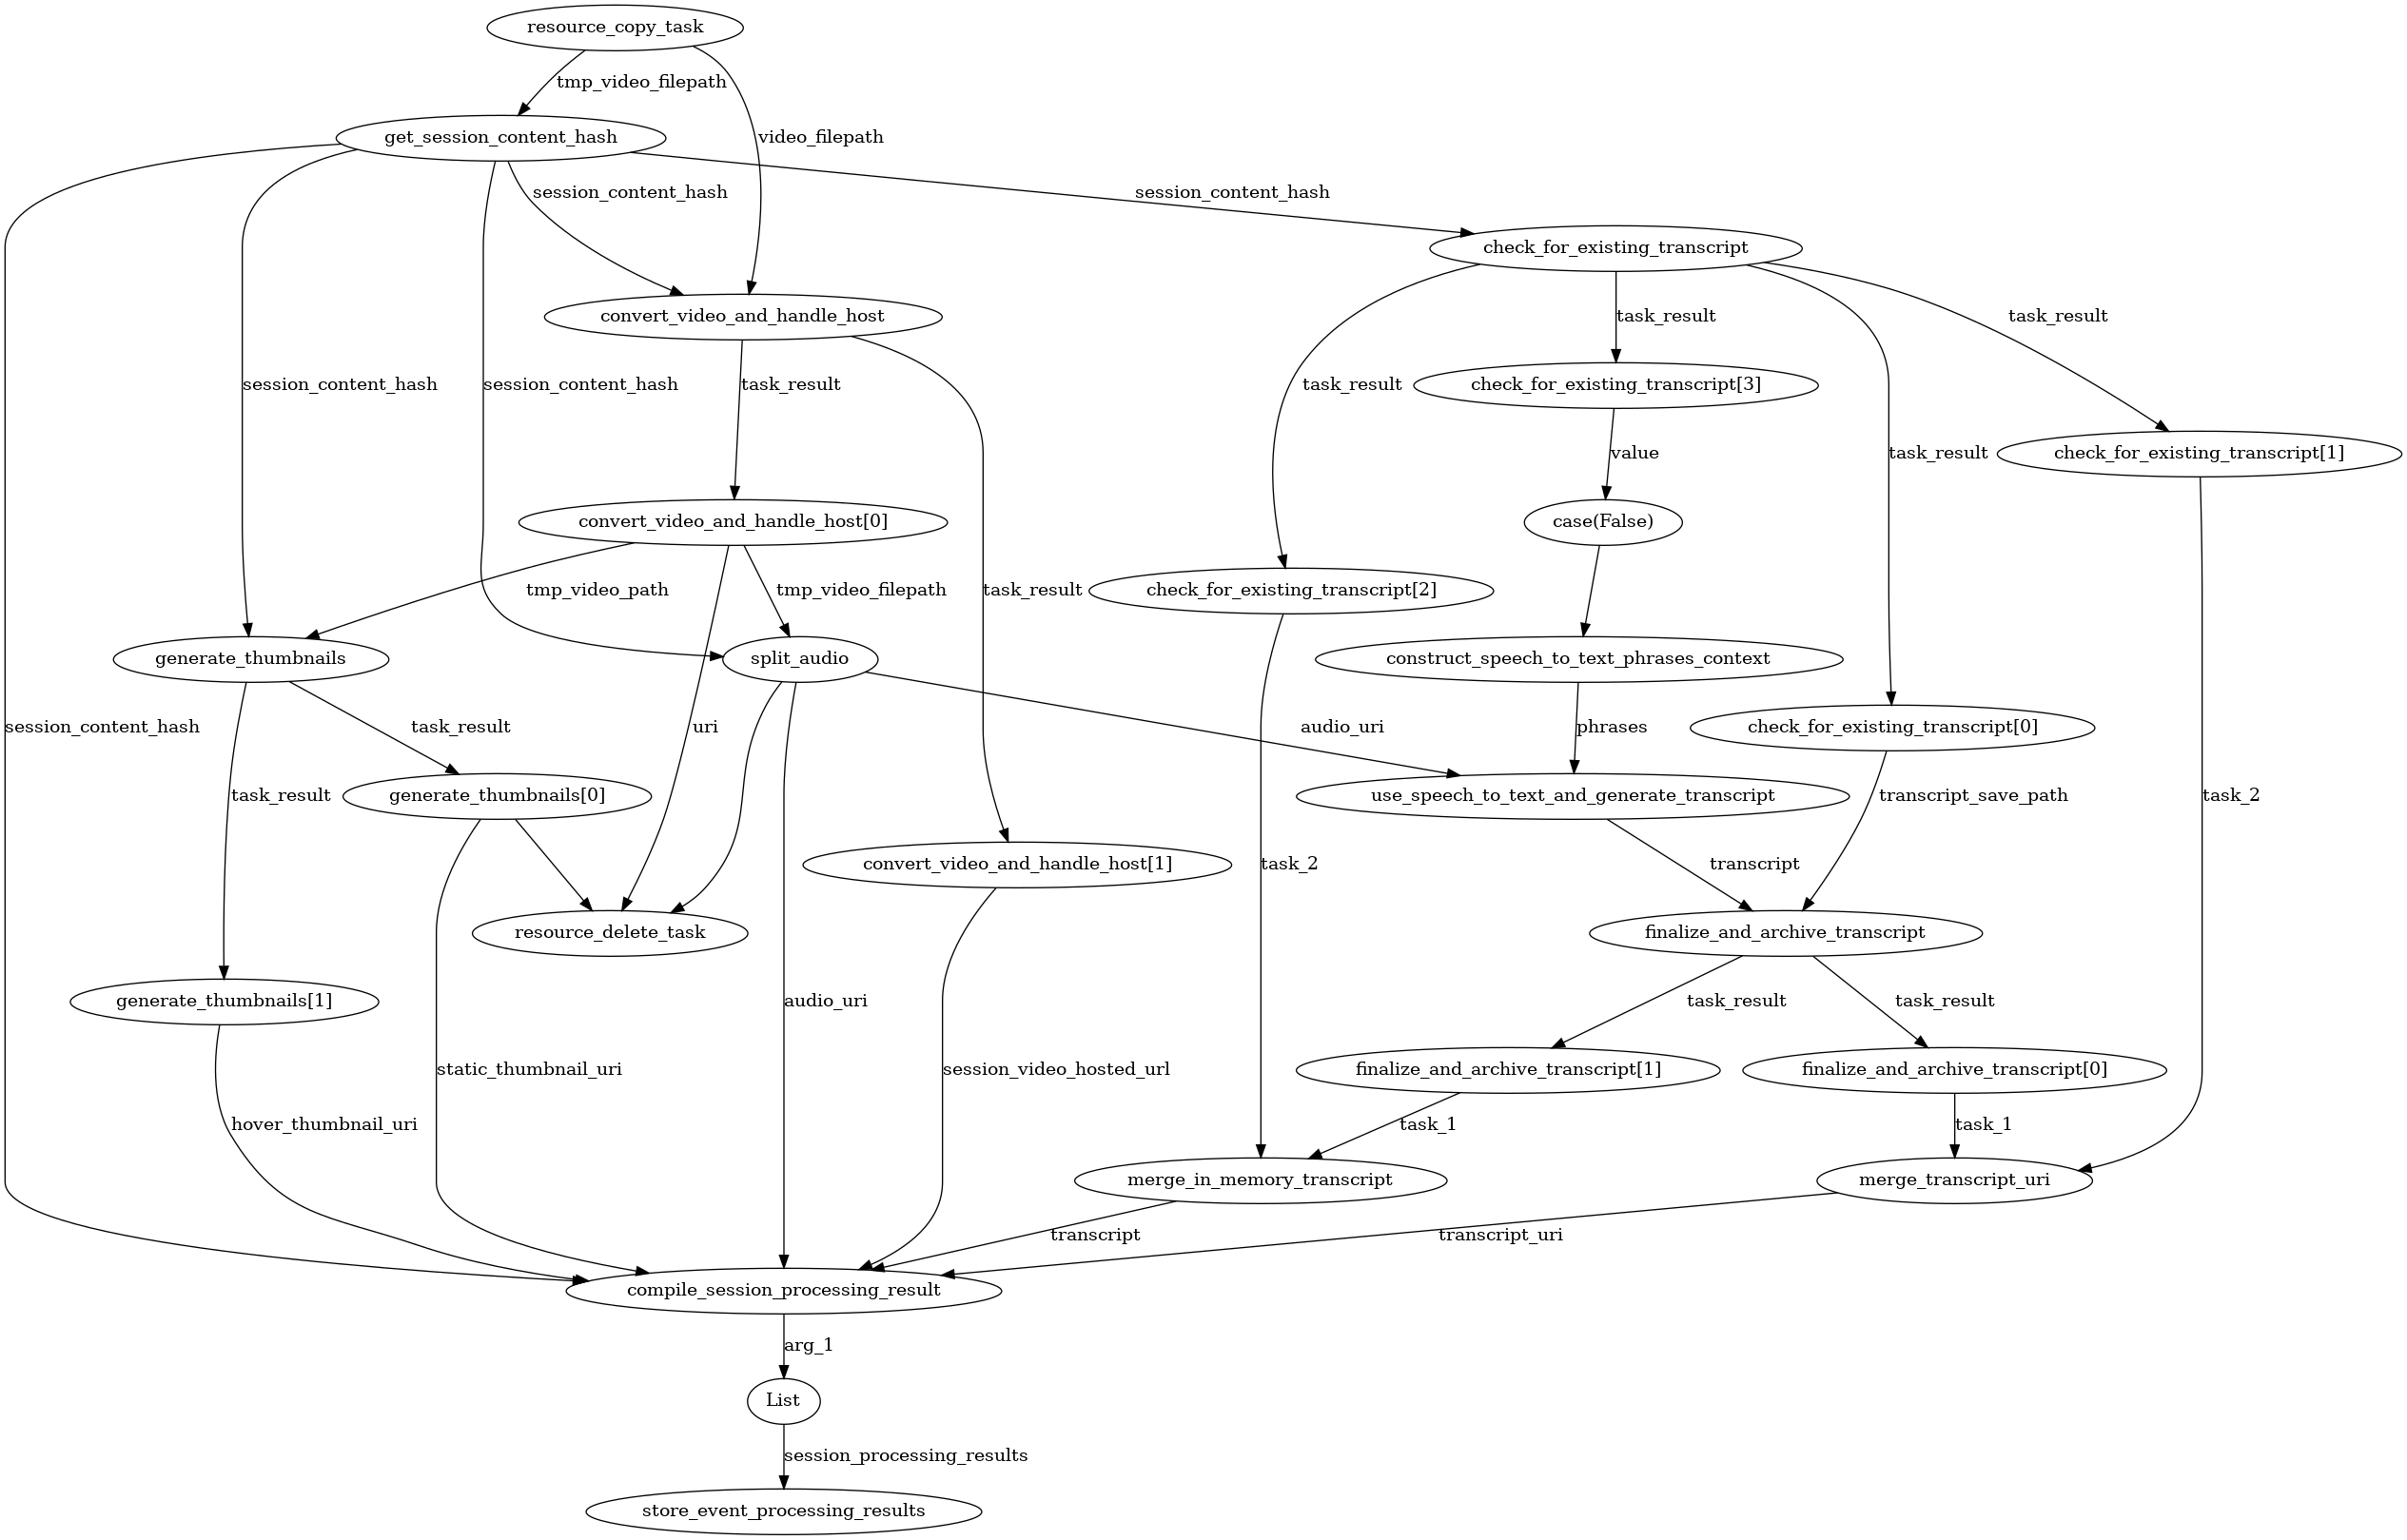 resource_copy_task
tmp_video_filepath
get_session_content_hash
video_filepath
session_content_hash
session_content_hash
check_for_existing_transcript
convert_video_and_handle_host
task_result
task_result
session_content_hash
session_content_hash
task_result
task_result
check_for_existing_transcript[3]
task_result
value
check_for_existing_transcript[1]
convert_video_and_handle_host[0]
case(False)
tmp_video_path
tmp_video_filepath
task_result
check_for_existing_transcript[2]
generate_thumbnails
split_audio
construct_speech_to_text_phrases_context
session_content_hash
task_result
uri
audio_uri
phrases
check_for_existing_transcript[0]
task_result
generate_thumbnails[0]
use_speech_to_text_and_generate_transcript
transcript_save_path
task_2
convert_video_and_handle_host[1]
task_2
transcript
resource_delete_task
finalize_and_archive_transcript
generate_thumbnails[1]
audio_uri
task_result
task_result
static_thumbnail_uri
session_video_hosted_url
finalize_and_archive_transcript[1]
finalize_and_archive_transcript[0]
hover_thumbnail_uri
task_1
task_1
merge_in_memory_transcript
merge_transcript_uri
transcript
transcript_uri
compile_session_processing_result
arg_1
List
session_processing_results
store_event_processing_results